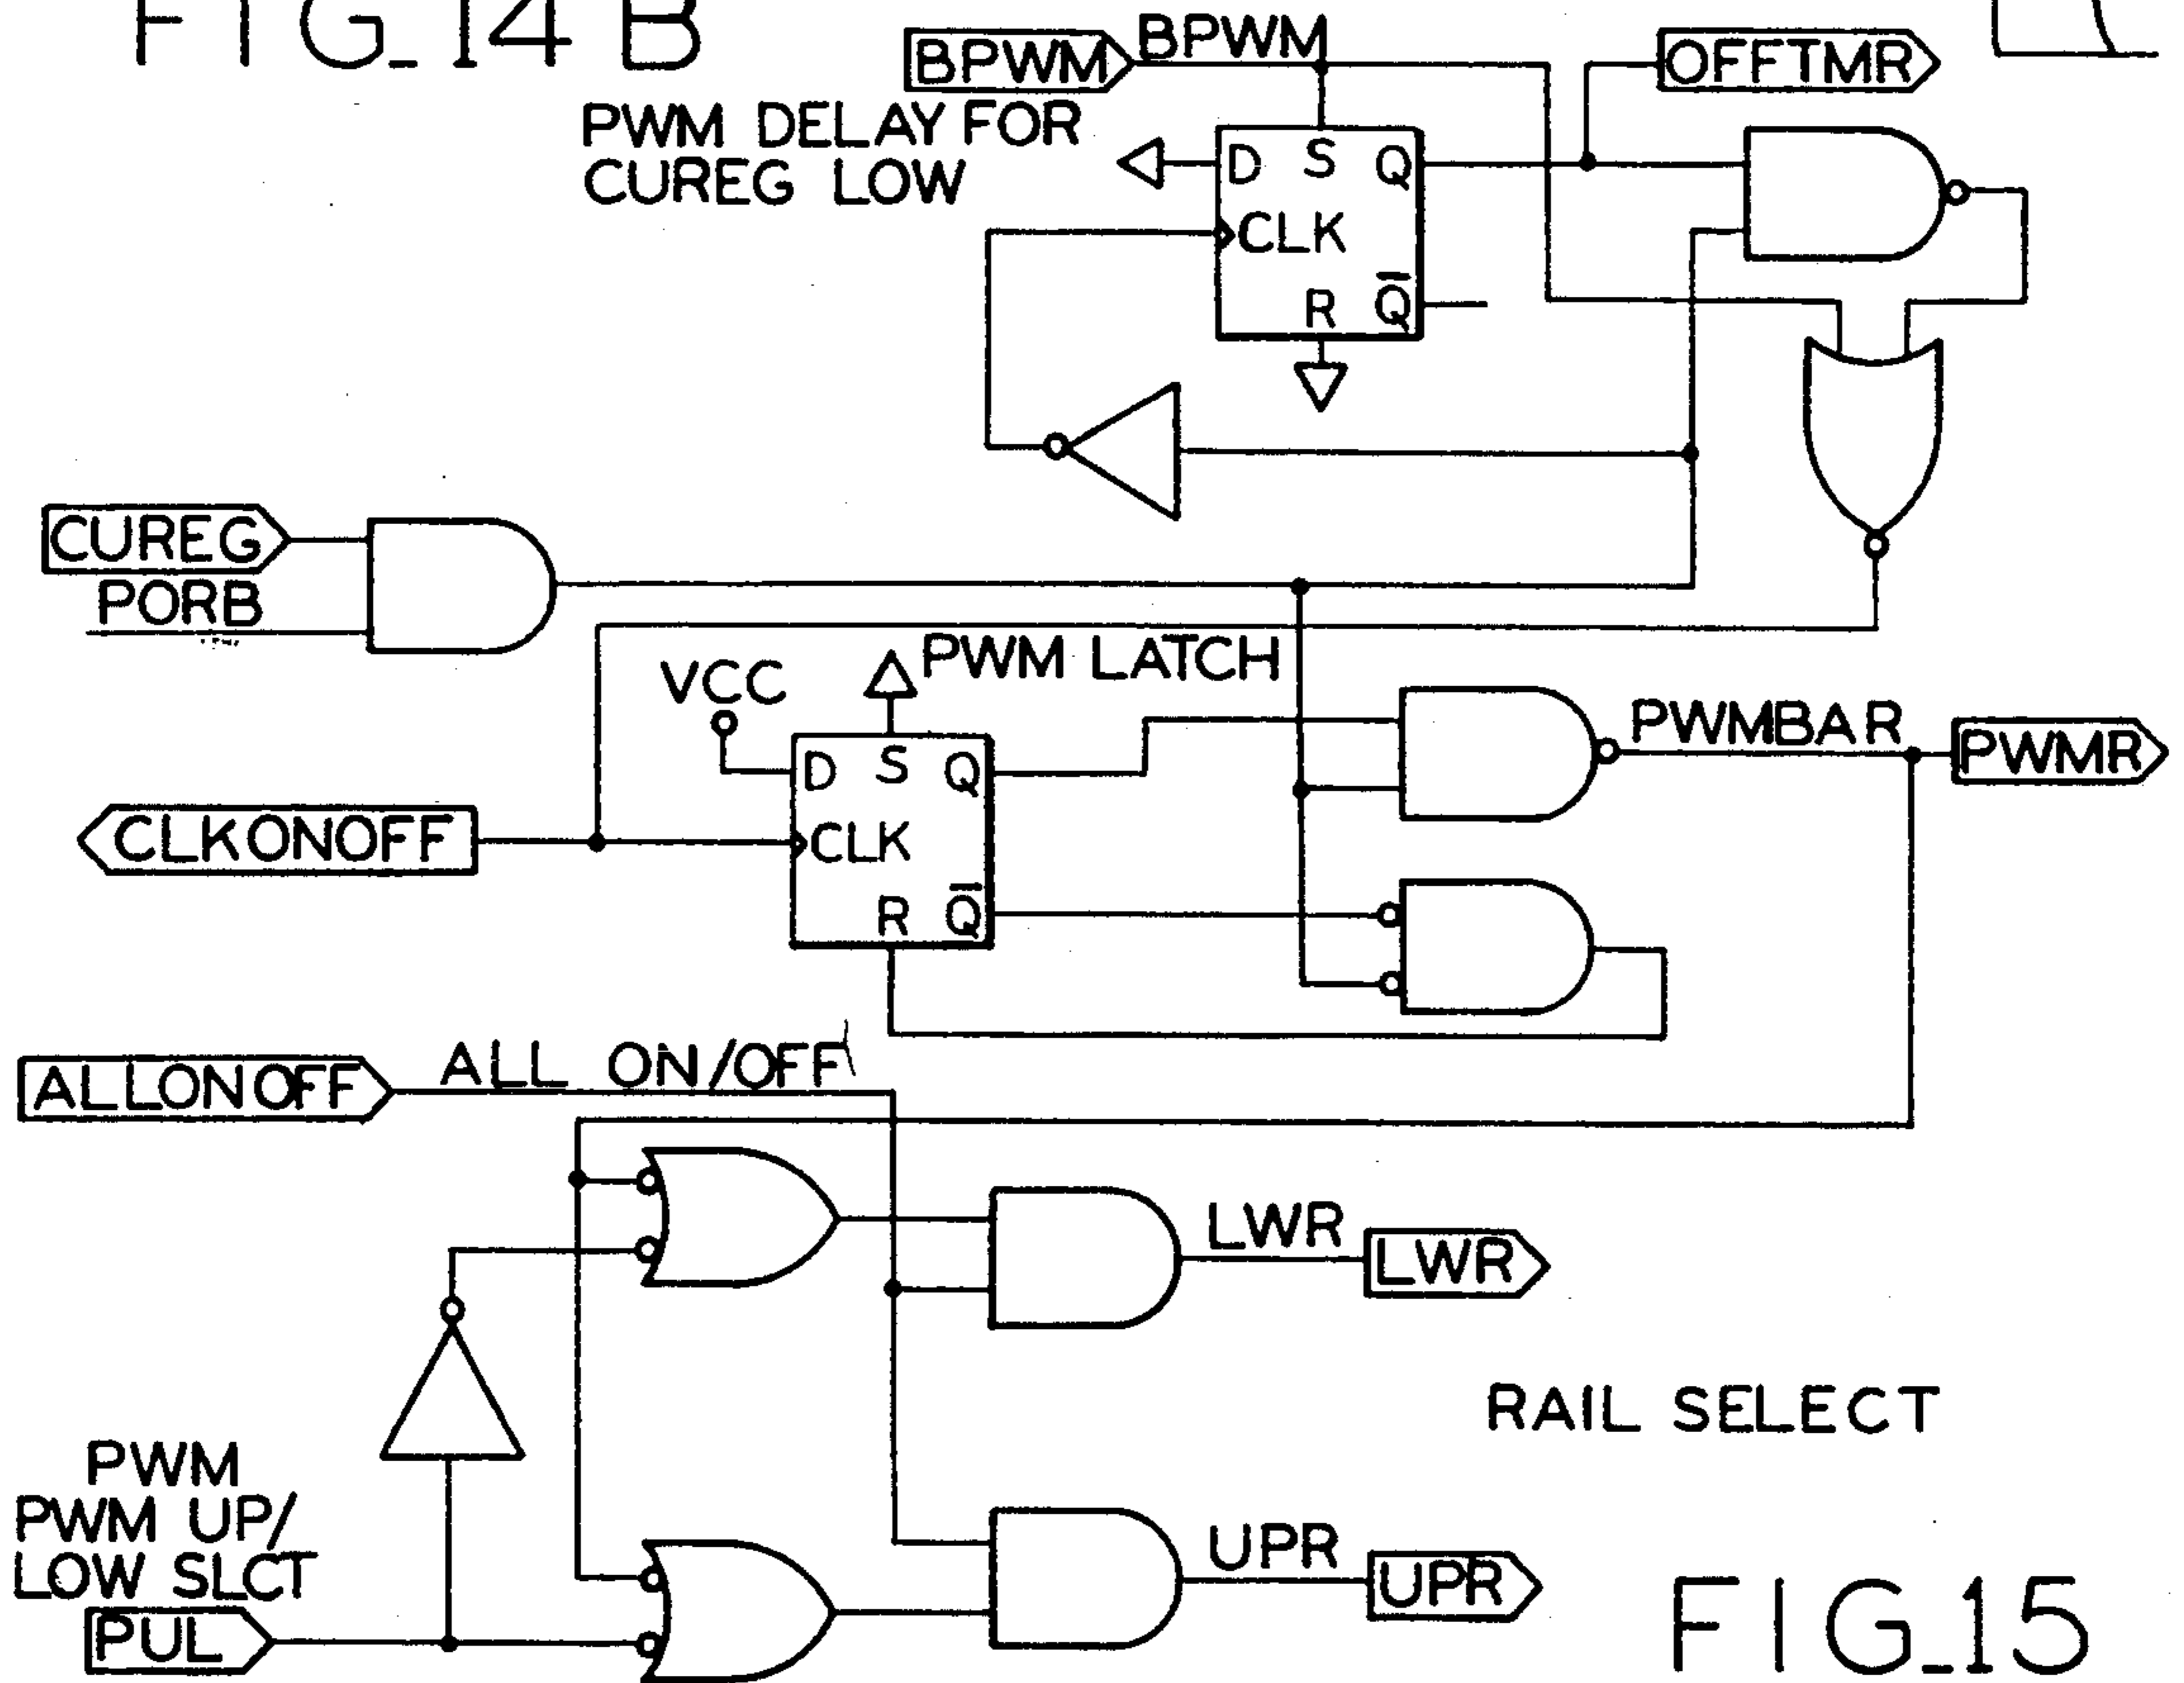 FIG_14B
BPWM BPWM OFFTMR
PWM DELAY FOR
CUREG LOW
D S Q
CLK
R Q̅
CUREG
PORB
PWM LATCH
VCC
PWMBAR PWMR
D S Q
CLKONOFF CLK
R Q̅
ALLONOFF ALL ON/OFF
LWR LWR
RAIL SELECT
PWM
PWM UP/
LOW SLCT
UPR UPR
PUL
FIG_15